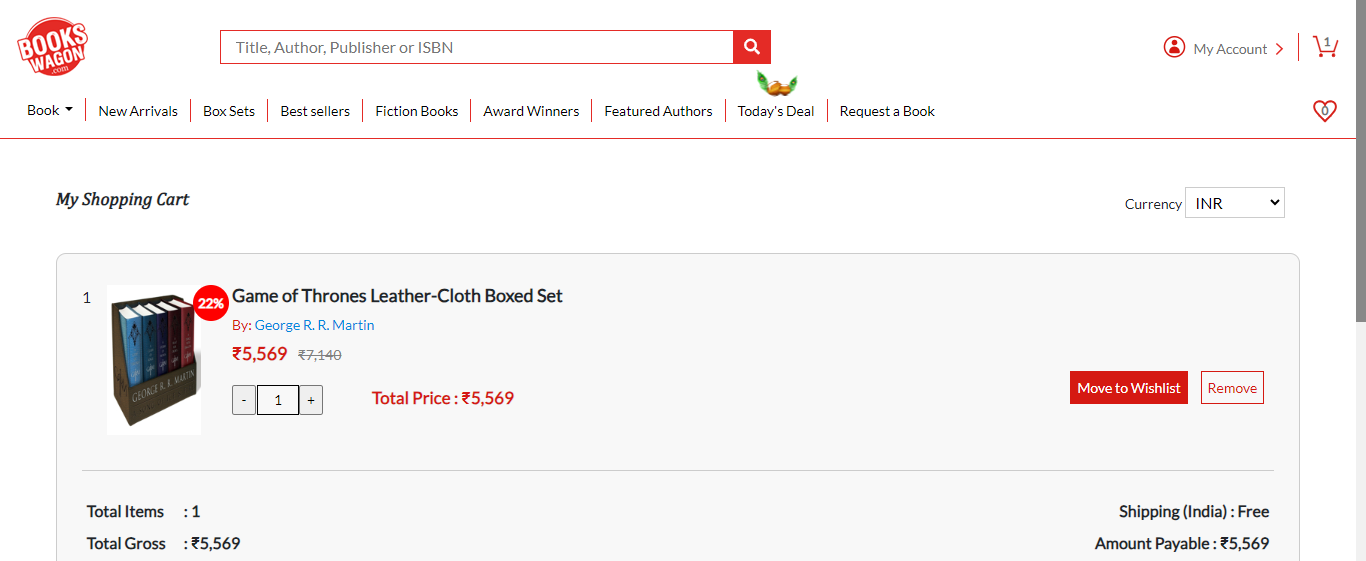 BOOKS
WAGON
.com
Title, Author, Publisher or ISBN
My Account
1
Book
New Arrivals
Box Sets
Best sellers
Fiction Books
Award Winners
Featured Authors
Today's Deal
Request a Book
0
My Shopping Cart
Currency INR
1
GEORGE R. R. MARTIN
22%
Game of Thrones Leather-Cloth Boxed Set
By: George R. R. Martin
₹5,569 ₹7,140
- 1 + Total Price : ₹5,569
Move to Wishlist
Remove
Total Items : 1
Shipping (India) : Free
Total Gross : ₹5,569
Amount Payable : ₹5,569